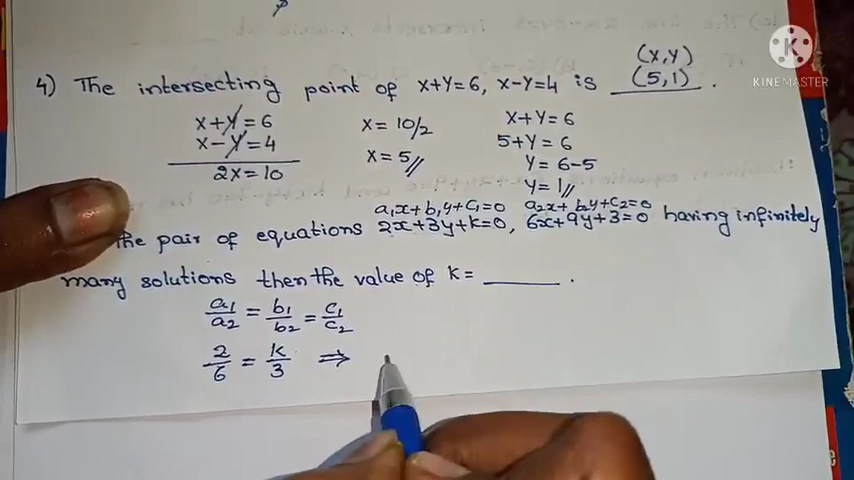 (x,y)
4) The intersecting point of x+y=6, x-y=4 is (5,1).
x+y=6
x-y=4
2x=10
x=10/2
x=5//
x+y=6
5+y=6
y=6-5
y=1//
a₁x+b₁y+c₁=0 a₂x+b₂y+c₂=0
The pair of equations 2x+3y+k=0, 6x+9y+3=0 having infinitely
many solutions then the value of k= ______.
a₁/a₂ = b₁/b₂ = c₁/c₂
2/6 = k/3 ⇒
K
KINEMASTER